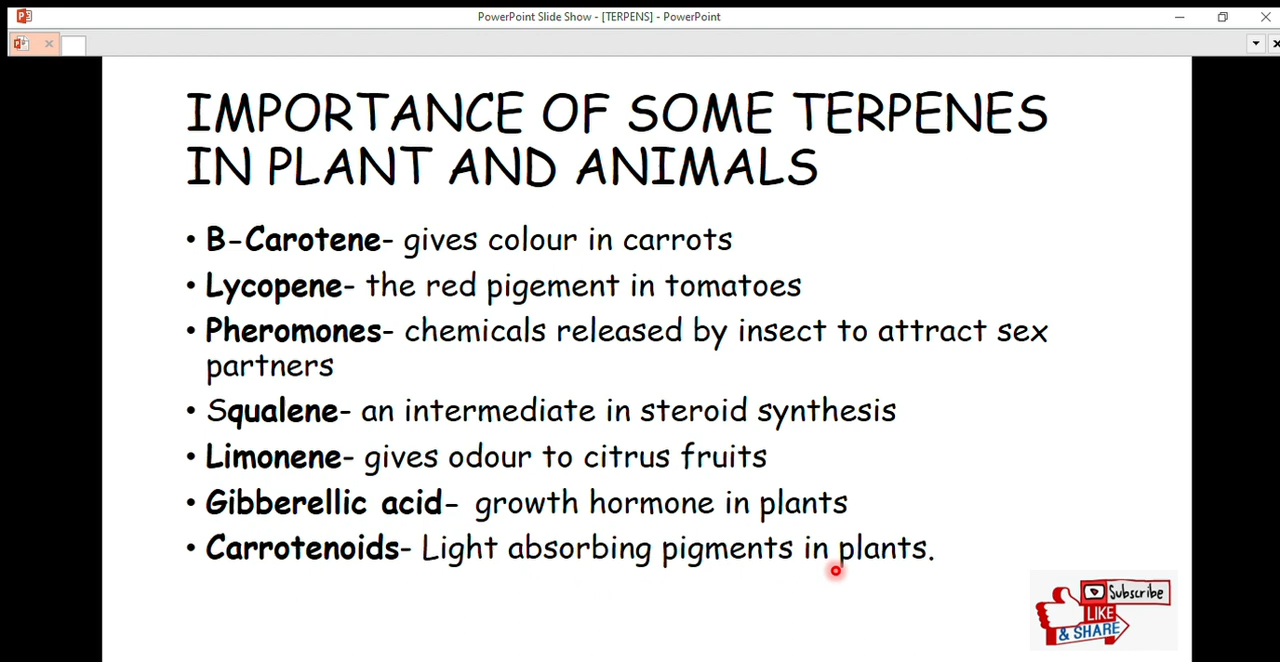 PowerPoint Slide Show - [TERPENS] - PowerPoint
IMPORTANCE OF SOME TERPENES
IN PLANT AND ANIMALS
• B-Carotene- gives colour in carrots
• Lycopene- the red pigement in tomatoes
• Pheromones- chemicals released by insect to attract sex
partners
• Squalene- an intermediate in steroid synthesis
• Limonene- gives odour to citrus fruits
• Gibberellic acid- growth hormone in plants
• Carrotenoids- Light absorbing pigments in plants.
Subscribe
LIKE
& SHARE